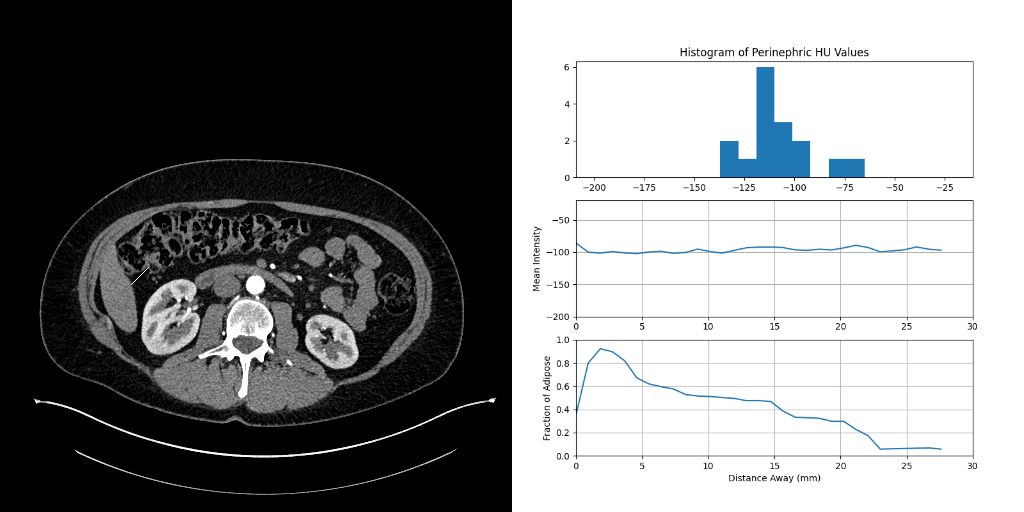 Histogram of Perinephric HU Values
6
4
2
0
−200 −175 −150 −125 −100 −75 −50 −25
Mean Intensity
−50
−100
−150
−200
0 5 10 15 20 25 30
Fraction of Adipose
1.0
0.8
0.6
0.4
0.2
0.0
0 5 10 15 20 25 30
Distance Away (mm)